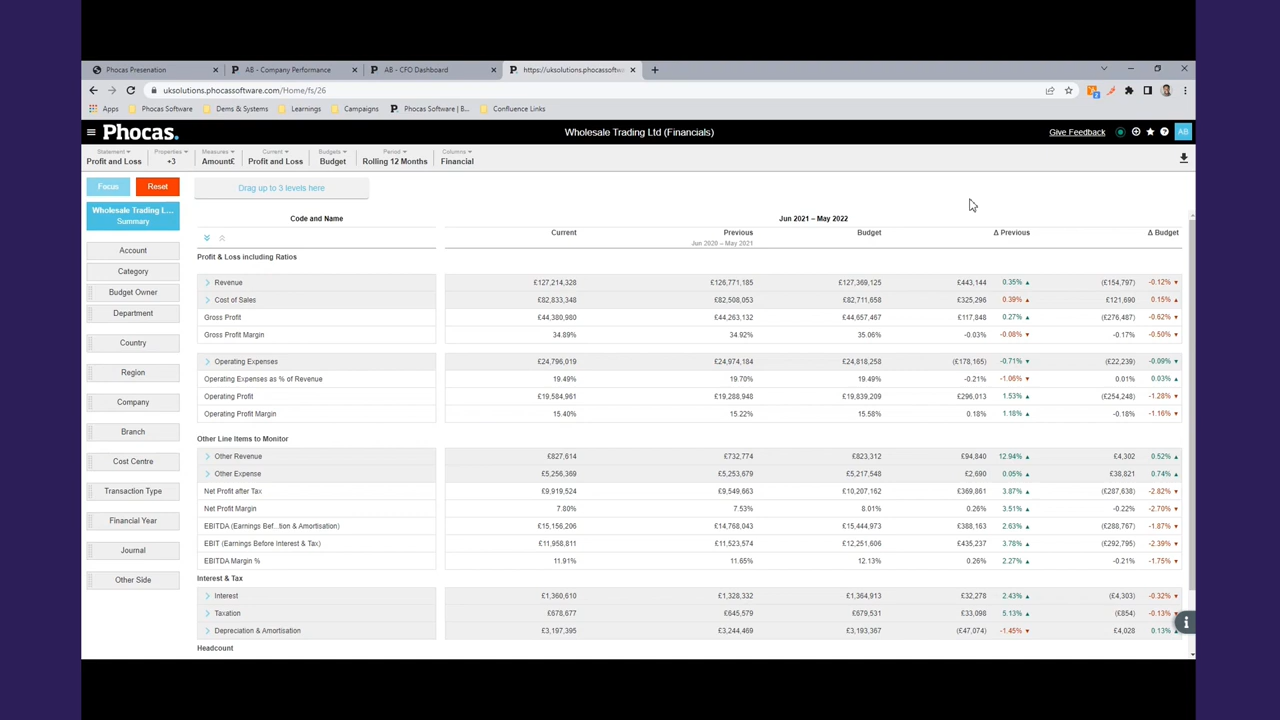 Phocas Presenation
AB - Company Performance
AB - CFO Dashboard
https://uksolutions.phocassoftwa
uksolutions.phocassoftware.com/Home/fs/26
Apps Phocas Software Dems & Systems Learnings Campaigns Phocas Software | B... Confluence Links
Phocas.
Wholesale Trading Ltd (Financials)
Give Feedback AB
Statement Properties Measures Current Budgets Period Columns
Profit and Loss +3 Amount£ Profit and Loss Budget Rolling 12 Months Financial
Focus Reset
Drag up to 3 levels here
Wholesale Trading L...
Summary
Account
Category
Budget Owner
Department
Country
Region
Company
Branch
Cost Centre
Transaction Type
Financial Year
Journal
Other Side
Code and Name Jun 2021 – May 2022
Current Previous Budget Δ Previous Δ Budget
Jun 2020 – May 2021
Profit & Loss including Ratios
Revenue £127,214,328 £126,771,185 £127,369,125 £443,144 0.35% (£154,797) -0.12%
Cost of Sales £82,833,348 £82,508,053 £82,711,658 £325,296 0.39% £121,690 0.15%
Gross Profit £44,380,980 £44,263,132 £44,657,467 £117,848 0.27% (£276,487) -0.62%
Gross Profit Margin 34.89% 34.92% 35.06% -0.03% -0.08% -0.17% -0.50%
Operating Expenses £24,796,019 £24,974,184 £24,818,258 (£178,165) -0.71% (£22,239) -0.09%
Operating Expenses as % of Revenue 19.49% 19.70% 19.49% -0.21% -1.06% 0.01% 0.03%
Operating Profit £19,584,961 £19,288,948 £19,839,209 £296,013 1.53% (£254,248) -1.28%
Operating Profit Margin 15.40% 15.22% 15.58% 0.18% 1.18% -0.18% -1.16%
Other Line Items to Monitor
Other Revenue £827,614 £732,774 £823,312 £94,840 12.94% £4,302 0.52%
Other Expense £5,256,369 £5,253,679 £5,217,548 £2,690 0.05% £38,821 0.74%
Net Profit after Tax £9,919,524 £9,549,663 £10,207,162 £369,861 3.87% (£287,638) -2.82%
Net Profit Margin 7.80% 7.53% 8.01% 0.26% 3.51% -0.22% -2.70%
EBITDA (Earnings Bef...tion & Amortisation) £15,156,206 £14,768,043 £15,444,973 £388,163 2.63% (£288,767) -1.87%
EBIT (Earnings Before Interest & Tax) £11,958,811 £11,523,574 £12,251,606 £435,237 3.78% (£292,795) -2.39%
EBITDA Margin % 11.91% 11.65% 12.13% 0.26% 2.27% -0.21% -1.75%
Interest & Tax
Interest £1,360,610 £1,328,332 £1,364,913 £32,278 2.43% (£4,303) -0.32%
Taxation £678,677 £645,579 £679,531 £33,098 5.13% (£854) -0.13%
Depreciation & Amortisation £3,197,395 £3,244,469 £3,193,367 (£47,074) -1.45% £4,028 0.13%
Headcount